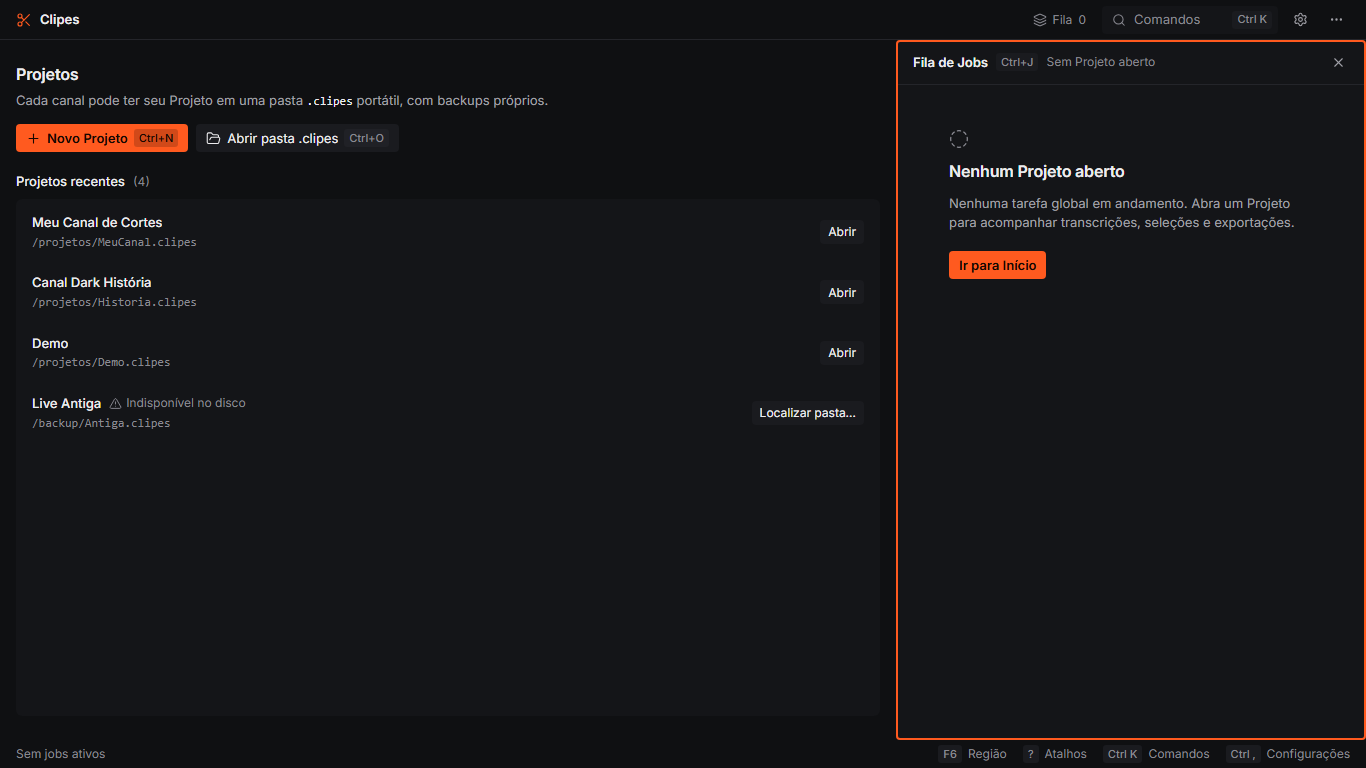 Clipes
Fila 0
Comandos Ctrl K
Projetos
Cada canal pode ter seu Projeto em uma pasta .clipes portátil, com backups próprios.
Novo Projeto Ctrl+N
Abrir pasta .clipes Ctrl+O
Projetos recentes (4)
Meu Canal de Cortes
/projetos/MeuCanal.clipes
Abrir
Canal Dark História
/projetos/Historia.clipes
Abrir
Demo
/projetos/Demo.clipes
Abrir
Live Antiga Indisponível no disco
/backup/Antiga.clipes
Localizar pasta...
Fila de Jobs Ctrl+J Sem Projeto aberto
Nenhum Projeto aberto
Nenhuma tarefa global em andamento. Abra um Projeto
para acompanhar transcrições, seleções e exportações.
Ir para Início
Sem jobs ativos
F6 Região ? Atalhos Ctrl K Comandos Ctrl , Configurações